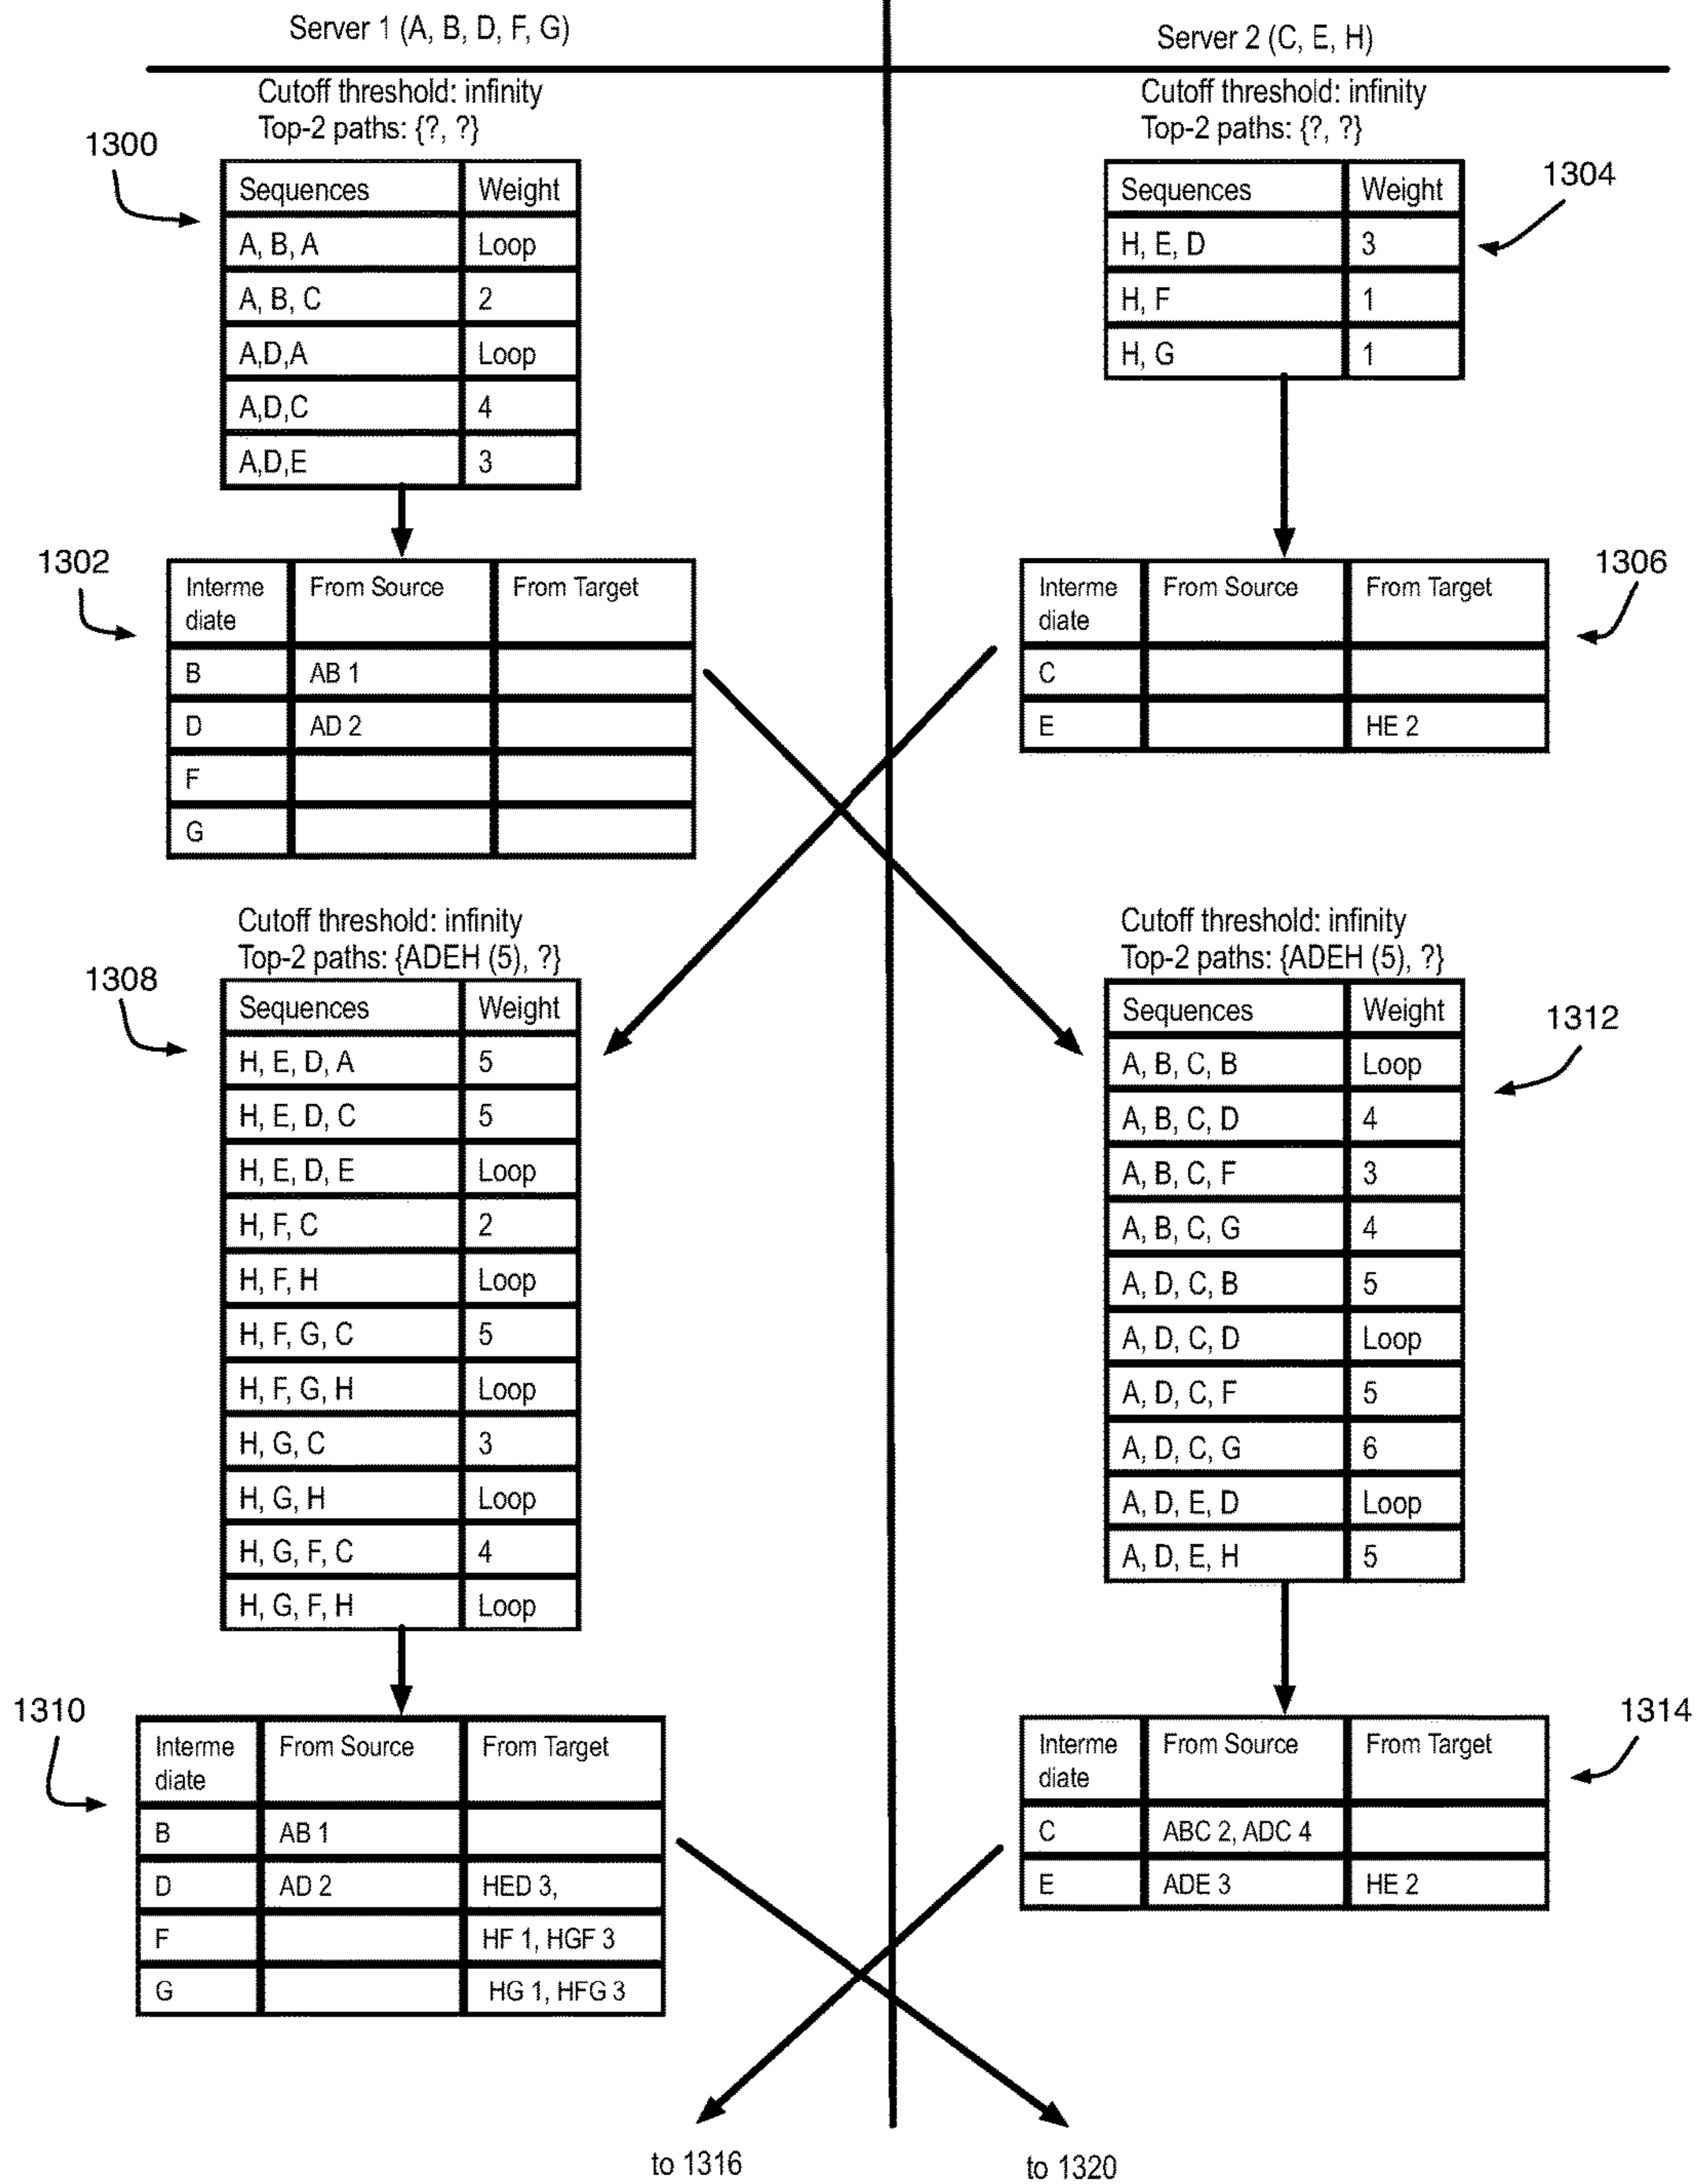 Server 1 (A, B, D, F, G)
Server 2 (C, E, H)
Cutoff threshold: infinity
Top-2 paths: {?, ?}
1300
Sequences Weight
A, B, A Loop
A, B, C 2
A,D,A Loop
A,D,C 4
A,D,E 3
Cutoff threshold: infinity
Top-2 paths: {?, ?}
1304
Sequences Weight
H, E, D 3
H, F 1
H, G 1
1302
Interme From Source From Target
diate
B AB 1
D AD 2
F
G
1306
Interme From Source From Target
diate
C
E HE 2
Cutoff threshold: infinity
Top-2 paths: {ADEH (5), ?}
1308
Sequences Weight
H, E, D, A 5
H, E, D, C 5
H, E, D, E Loop
H, F, C 2
H, F, H Loop
H, F, G, C 5
H, F, G, H Loop
H, G, C 3
H, G, H Loop
H, G, F, C 4
H, G, F, H Loop
Cutoff threshold: infinity
Top-2 paths: {ADEH (5), ?}
1312
Sequences Weight
A, B, C, B Loop
A, B, C, D 4
A, B, C, F 3
A, B, C, G 4
A, D, C, B 5
A, D, C, D Loop
A, D, C, F 5
A, D, C, G 6
A, D, E, D Loop
A, D, E, H 5
1310
Interme From Source From Target
diate
B AB 1
D AD 2 HED 3,
F HF 1, HGF 3
G HG 1, HFG 3
1314
Interme From Source From Target
diate
C ABC 2, ADC 4
E ADE 3 HE 2
to 1316
to 1320